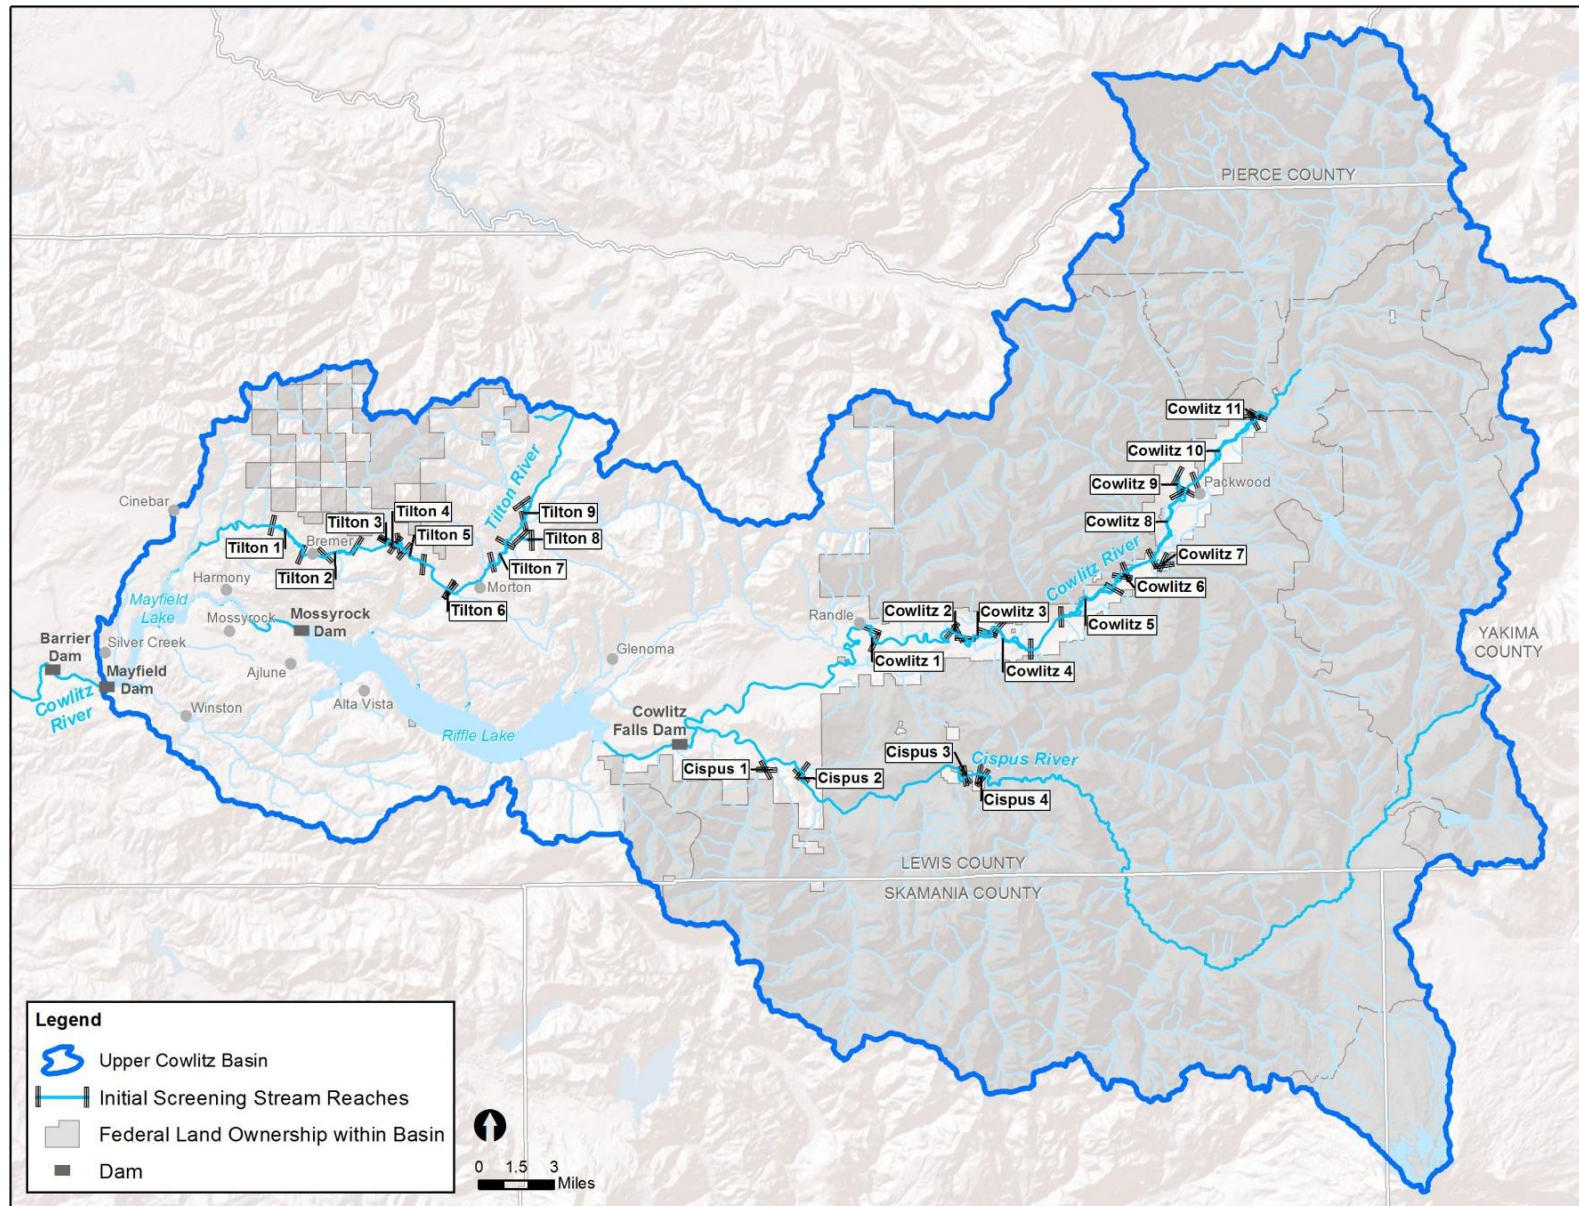 PIERCE COUNTY
Cowlitz 11
Cowlitz 10
Cowlitz 9
Packwood
Cowlitz 8
Cowlitz 7
Cowlitz River
Cowlitz 6
Cowlitz 5
Cinebar
Tilton River
Tilton 4
Tilton 3
Tilton 9
Tilton 5
Tilton 1
Bremer
Tilton 8
Tilton 2
Tilton 7
Harmony
Morton
Tilton 6
Mayfield
Lake
Mossyrock
Mossyrock
Dam
Barrier
Dam
Silver Creek
Mayfield
Dam
Ajlune
Cowlitz
River
Winston
Alta Vista
Riffle Lake
Glenoma
Randle
Cowlitz 2
Cowlitz 3
Cowlitz 1
Cowlitz 4
YAKIMA
COUNTY
Cowlitz
Falls Dam
Cispus 1
Cispus 2
Cispus 3
Cispus River
Cispus 4
LEWIS COUNTY
SKAMANIA COUNTY
Legend
Upper Cowlitz Basin
Initial Screening Stream Reaches
Federal Land Ownership within Basin
Dam
0 1.5 3
Miles